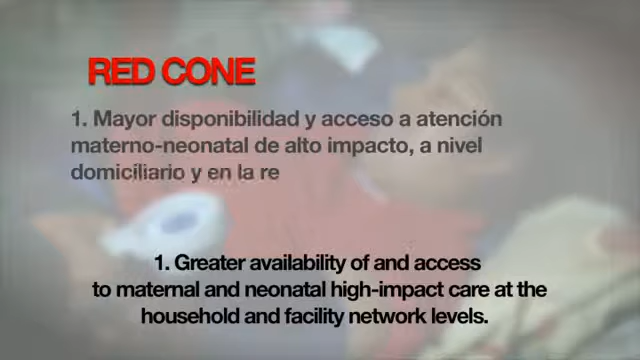 RED CONE
1. Mayor disponibilidad y acceso a atención
materno-neonatal de alto impacto, a nivel
domiciliario y en la re
1. Greater availability of and access
to maternal and neonatal high-impact care at the
household and facility network levels.